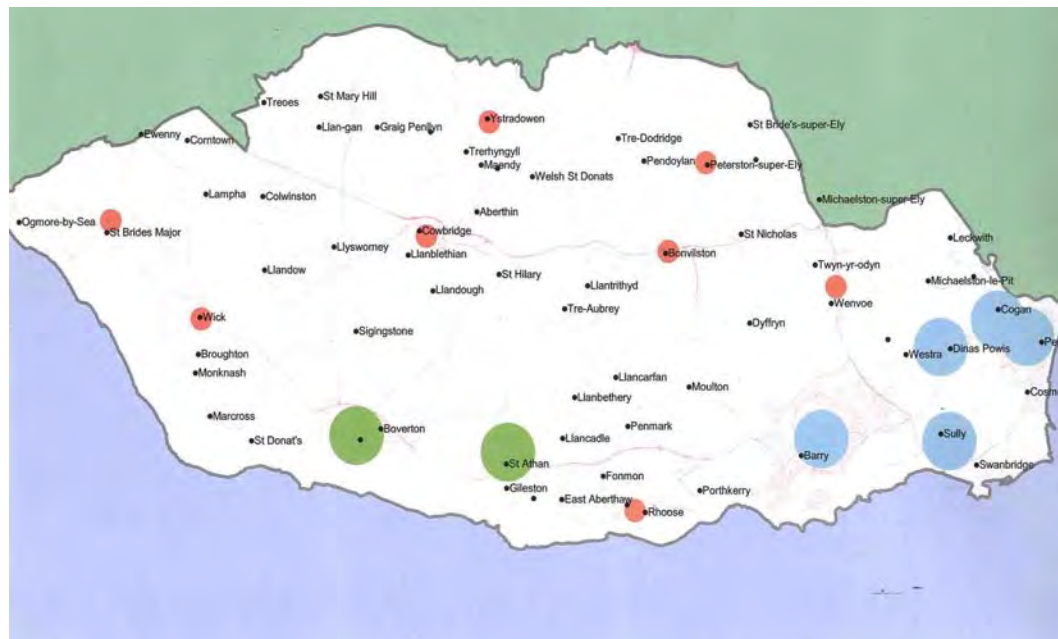 St Mary Hill
Treoes
Ystradowen
Llan-gan
Graig Penllyn
St Bride's-super-Ely
Ewenny
Corntown
Tre-Dodridge
Trerhyngyll
Maendy
Pendoylan
Peterston-super-Ely
Welsh St Donats
Lampha
Colwinston
Michaelston-super-Ely
Aberthin
Ogmore-by-Sea
St Brides Major
Cowbridge
St Nicholas
Leckwith
Llysworney
Llanblethian
Bonvilston
Twyn-yr-odyn
Llandow
St Hilary
Michaelston-le-Pit
Llandough
Llantrithyd
Wenvoe
Tre-Aubrey
Cogan
Wick
Sigingstone
Dyffryn
Pe
Broughton
Westra
Dinas Powis
Monknash
Llancarfan
Moulton
Llanbethery
Cosm
Marcross
Boverton
Penmark
St Donat's
Llancadle
Sully
Barry
St Athan
Swanbridge
Fonmon
Gileston
Porthkerry
East Aberthaw
Rhoose